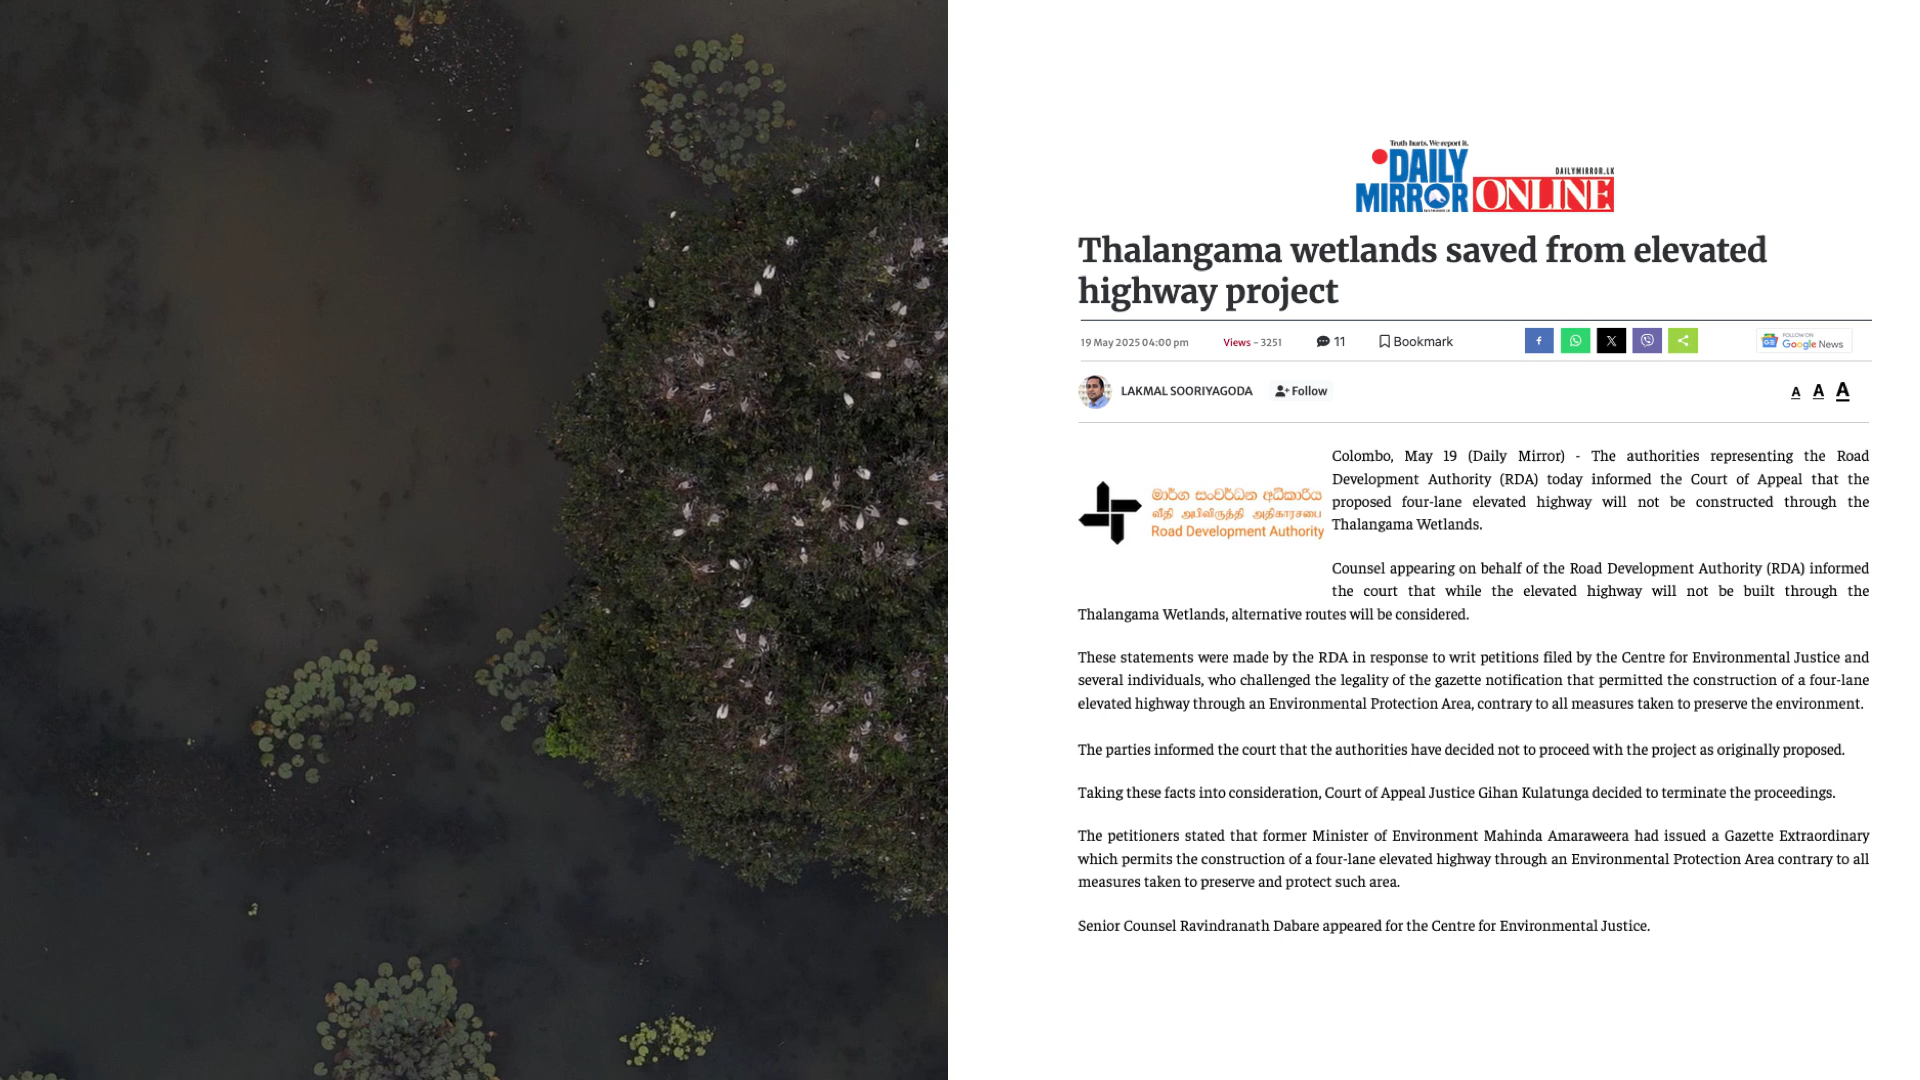 Truth hurts. We report it.
DAILY
MIRROR
DAILYMIRROR.LK
ONLINE
Thalangama wetlands saved from elevated
highway project
19 May 2025 04:00 pm Views - 3251 11 Bookmark FOLLOW ON
Google News
LAKMAL SOORIYAGODA Follow A A A
මාර්ග සංවර්ධන අධිකාරිය
வீதி அபிவிருத்தி அதிகாரசபை
Road Development Authority
Colombo, May 19 (Daily Mirror) - The authorities representing the Road
Development Authority (RDA) today informed the Court of Appeal that the
proposed four-lane elevated highway will not be constructed through the
Thalangama Wetlands.
Counsel appearing on behalf of the Road Development Authority (RDA) informed
the court that while the elevated highway will not be built through the
Thalangama Wetlands, alternative routes will be considered.
These statements were made by the RDA in response to writ petitions filed by the Centre for Environmental Justice and
several individuals, who challenged the legality of the gazette notification that permitted the construction of a four-lane
elevated highway through an Environmental Protection Area, contrary to all measures taken to preserve the environment.
The parties informed the court that the authorities have decided not to proceed with the project as originally proposed.
Taking these facts into consideration, Court of Appeal Justice Gihan Kulatunga decided to terminate the proceedings.
The petitioners stated that former Minister of Environment Mahinda Amaraweera had issued a Gazette Extraordinary
which permits the construction of a four-lane elevated highway through an Environmental Protection Area contrary to all
measures taken to preserve and protect such area.
Senior Counsel Ravindranath Dabare appeared for the Centre for Environmental Justice.